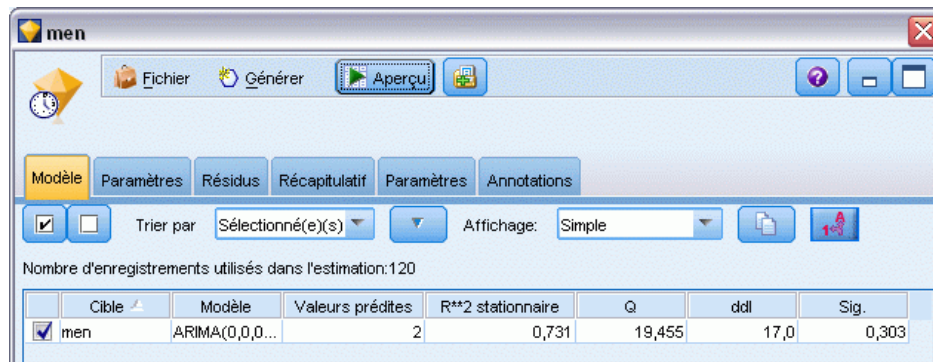 men
Fichier Générer Aperçu
Modèle Paramètres Résidus Récapitulatif Paramètres Annotations
Trier par Sélectionné(e)(s) Affichage: Simple
Nombre d'enregistrements utilisés dans l'estimation:120
Cible Modèle Valeurs prédites R**2 stationnaire Q ddl Sig.
men ARIMA(0,0,0... 2 0,731 19,455 17,0 0,303